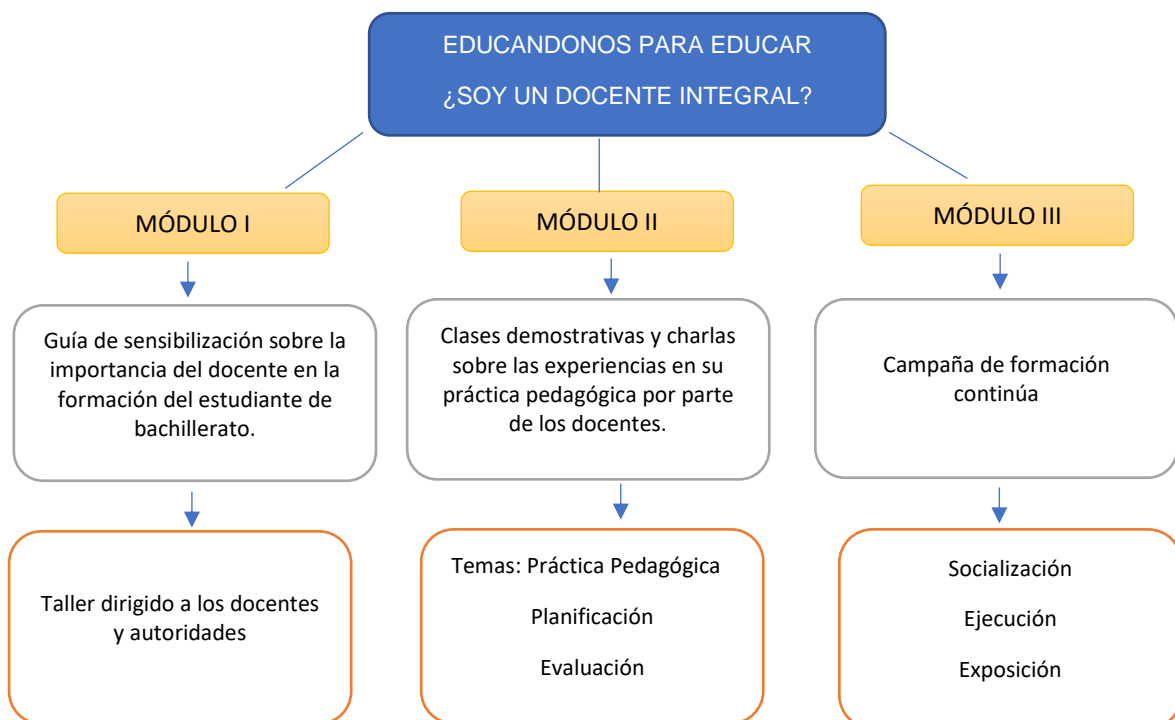 EDUCANDONOS PARA EDUCAR
¿SOY UN DOCENTE INTEGRAL?
MÓDULO I
MÓDULO II
MÓDULO III
Guía de sensibilización sobre la
importancia del docente en la
formación del estudiante de
bachillerato.
Clases demostrativas y charlas
sobre las experiencias en su
práctica pedagógica por parte
de los docentes.
Campaña de formación
continúa
Taller dirigido a los docentes
y autoridades
Temas: Práctica Pedagógica
Planificación
Evaluación
Socialización
Ejecución
Exposición